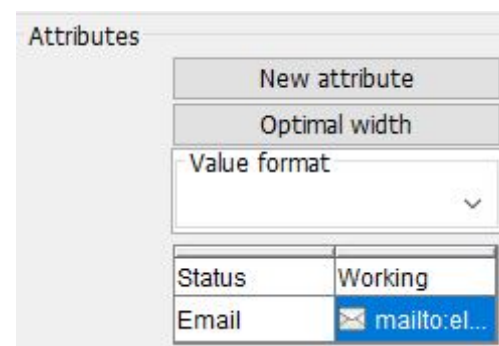 Attributes
New attribute
Optimal width
Value format
Status Working
Email mailto:el...